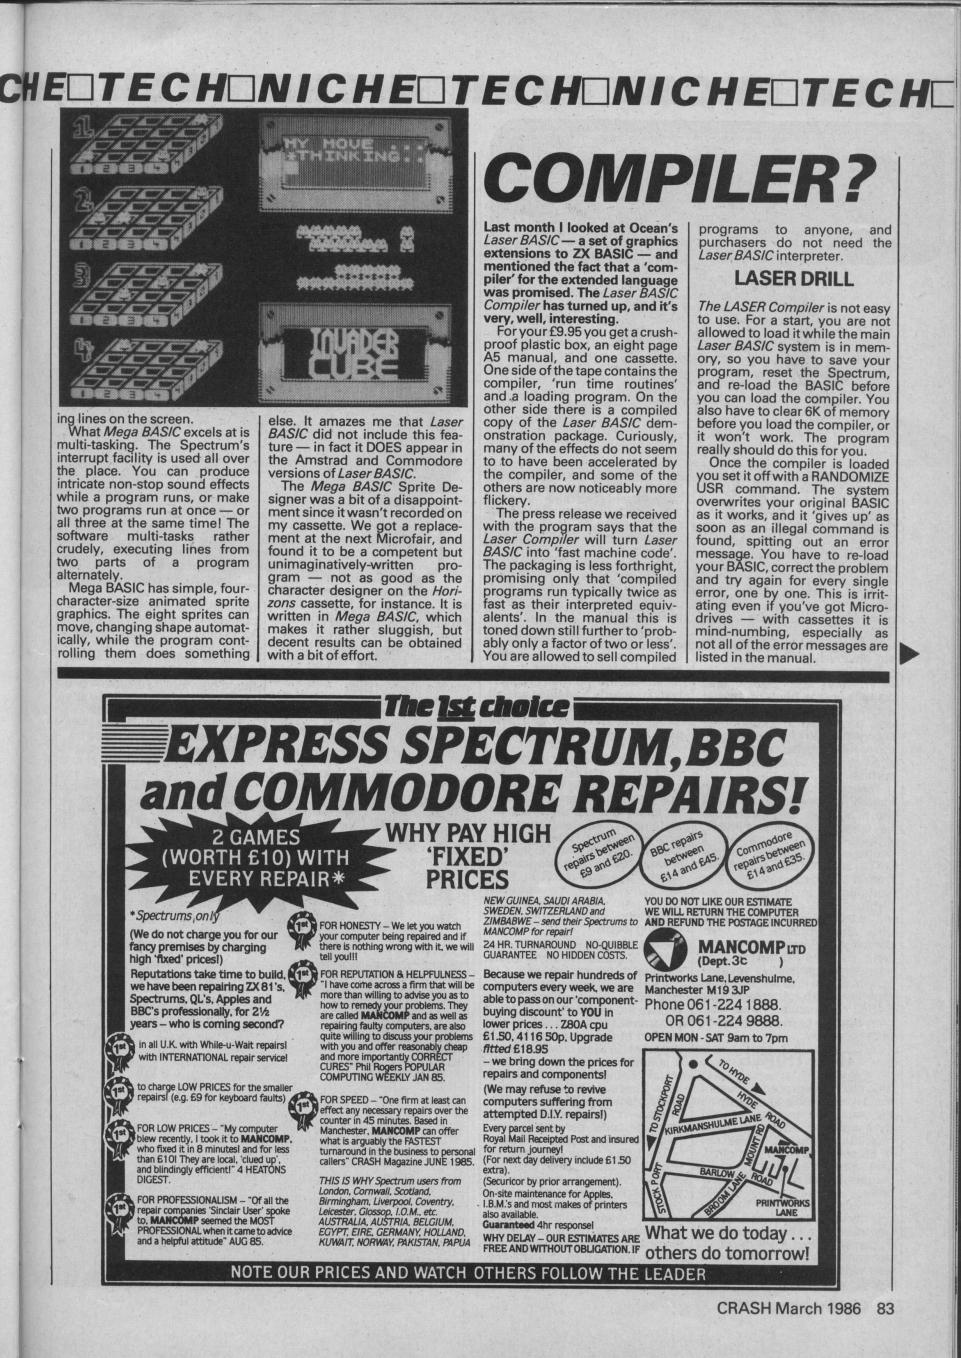 CHE□TECH□NICHE□TECH□NICHE□TECH□
1
2
3
4
MY MOVE
THINKING
INVADER
CUBE
ing lines on the screen.
What Mega BASIC excels at is
multi-tasking. The Spectrum's
interrupt facility is used all over
the place. You can produce
intricate non-stop sound effects
while a program runs, or make
two programs run at once — or
all three at the same time! The
software multi-tasks rather
crudely, executing lines from
two parts of a program
alternately.
Mega BASIC has simple, four-
character-size animated sprite
graphics. The eight sprites can
move, changing shape automat-
ically, while the program cont-
rolling them does something
else. It amazes me that Laser
BASIC did not include this fea-
ture — in fact it DOES appear in
the Amstrad and Commodore
versions of Laser BASIC.
The Mega BASIC Sprite De-
signer was a bit of a disappoint-
ment since it wasn't recorded on
my cassette. We got a replace-
ment at the next Microfair, and
found it to be a competent but
unimaginatively-written pro-
gram — not as good as the
character designer on the Hori-
zons cassette, for instance. It is
written in Mega BASIC, which
makes it rather sluggish, but
decent results can be obtained
with a bit of effort.
COMPILER?
Last month I looked at Ocean's
Laser BASIC — a set of graphics
extensions to ZX BASIC — and
mentioned the fact that a 'com-
piler' for the extended language
was promised. The Laser BASIC
Compiler has turned up, and it's
very, well, interesting.
For your £9.95 you get a crush-
proof plastic box, an eight page
A5 manual, and one cassette.
One side of the tape contains the
compiler, 'run time routines'
and a loading program. On the
other side there is a compiled
copy of the Laser BASIC dem-
onstration package. Curiously,
many of the effects do not seem
to to have been accelerated by
the compiler, and some of the
others are now noticeably more
flickery.
The press release we received
with the program says that the
Laser Compiler will turn Laser
BASIC into 'fast machine code'.
The packaging is less forthright,
promising only that 'compiled
programs run typically twice as
fast as their interpreted equiv-
alents'. In the manual this is
toned down still further to 'prob-
ably only a factor of two or less'.
You are allowed to sell compiled
programs to anyone, and
purchasers do not need the
Laser BASIC interpreter.
LASER DRILL
The LASER Compiler is not easy
to use. For a start, you are not
allowed to load it while the main
Laser BASIC system is in mem-
ory, so you have to save your
program, reset the Spectrum,
and re-load the BASIC before
you can load the compiler. You
also have to clear 6K of memory
before you load the compiler, or
it won't work. The program
really should do this for you.
Once the compiler is loaded
you set it off with a RANDOMIZE
USR command. The system
overwrites your original BASIC
as it works, and it 'gives up' as
soon as an illegal command is
found, spitting out an error
message. You have to re-load
your BASIC, correct the problem
and try again for every single
error, one by one. This is irrit-
ating even if you've got Micro-
drives — with cassettes it is
mind-numbing, especially as
not all of the error messages are
listed in the manual.
The 1st choice
EXPRESS SPECTRUM, BBC
and COMMODORE REPAIRS!
2 GAMES
(WORTH £10) WITH
EVERY REPAIR*
WHY PAY HIGH
'FIXED'
PRICES
Spectrum
repairs between
£9 and £20.
BBC repairs
between
£14 and £45.
Commodore
repairs between
£14 and £35.
*Spectrums only
(We do not charge you for our
fancy premises by charging
high 'fixed' prices!)
Reputations take time to build,
we have been repairing ZX 81's,
Spectrums, QL's, Apples and
BBC's professionally, for 2½
years – who is coming second?
1st
in all U.K. with While-u-Wait repairs!
with INTERNATIONAL repair service!
1st
to charge LOW PRICES for the smaller
repairs! (e.g. £9 for keyboard faults)
1st
FOR LOW PRICES – "My computer
blew recently, I took it to MANCOMP,
who fixed it in 8 minutes! and for less
than £10! They are local, 'clued up',
and blindingly efficient!" 4 HEATONS
DIGEST.
1st
FOR PROFESSIONALISM – "Of all the
repair companies 'Sinclair User' spoke
to, MANCOMP seemed the MOST
PROFESSIONAL when it came to advice
and a helpful attitude" AUG 85.
1st
FOR HONESTY – We let you watch
your computer being repaired and if
there is nothing wrong with it, we will
tell you!!!
1st
FOR REPUTATION & HELPFULNESS –
"I have come across a firm that will be
more than willing to advise you as to
how to remedy your problems. They
are called MANCOMP and as well as
repairing faulty computers, are also
quite willing to discuss your problems
with you and offer reasonably cheap
and more importantly CORRECT
CURES" Phil Rogers POPULAR
COMPUTING WEEKLY JAN 85.
1st
FOR SPEED – "One firm at least can
effect any necessary repairs over the
counter in 45 minutes. Based in
Manchester, MANCOMP can offer
what is arguably the FASTEST
turnaround in the business to personal
callers" CRASH Magazine JUNE 1985.
THIS IS WHY Spectrum users from
London, Cornwall, Scotland,
Birmingham, Liverpool, Coventry,
Leicester, Glossop, I.O.M., etc.
AUSTRALIA, AUSTRIA, BELGIUM,
EGYPT, EIRE, GERMANY, HOLLAND,
KUWAIT, NORWAY, PAKISTAN, PAPUA
NEW GUINEA, SAUDI ARABIA,
SWEDEN, SWITZERLAND and
ZIMBABWE – send their Spectrums to
MANCOMP for repair!
24 HR. TURNAROUND NO-QUIBBLE
GUARANTEE NO HIDDEN COSTS.
Because we repair hundreds of
computers every week, we are
able to pass on our 'component-
buying discount' to YOU in
lower prices . . . Z80A cpu
£1.50, 4116 50p. Upgrade
fitted £18.95
– we bring down the prices for
repairs and components!
(We may refuse to revive
computers suffering from
attempted D.I.Y. repairs!)
Every parcel sent by
Royal Mail Receipted Post and insured
for return journey!
(For next day delivery include £1.50
extra).
(Securicor by prior arrangement).
On-site maintenance for Apples,
I.B.M.'s and most makes of printers
also available.
Guaranteed 4hr response!
WHY DELAY – OUR ESTIMATES ARE
FREE AND WITHOUT OBLIGATION. IF
YOU DO NOT LIKE OUR ESTIMATE
WE WILL RETURN THE COMPUTER
AND REFUND THE POSTAGE INCURRED
MANCOMP LTD
(Dept. 3c )
Printworks Lane, Levenshulme,
Manchester M19 3JP
Phone 061-224 1888.
OR 061-224 9888.
OPEN MON - SAT 9am to 7pm
TO HYDE
HYDE ROAD
TO STOCKPORT
ROAD
KIRKMANSHULME LANE
MOUNT RD
MANCOMP
BARLOW ROAD
BROOM LANE
STOCKPORT
PRINTWORKS
LANE
What we do today . . .
others do tomorrow!
NOTE OUR PRICES AND WATCH OTHERS FOLLOW THE LEADER
CRASH March 1986 83